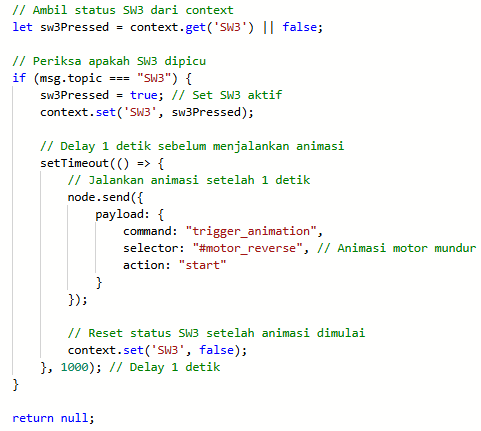 // Ambil status SW3 dari context
let sw3Pressed = context.get('SW3') || false;
// Periksa apakah SW3 dipicu
if (msg.topic === "SW3") {
sw3Pressed = true; // Set SW3 aktif
context.set('SW3', sw3Pressed);
// Delay 1 detik sebelum menjalankan animasi
setTimeout(() => {
// Jalankan animasi setelah 1 detik
node.send({
payload: {
command: "trigger_animation",
selector: "#motor_reverse", // Animasi motor mundur
action: "start"
}
});
// Reset status SW3 setelah animasi dimulai
context.set('SW3', false);
}, 1000); // Delay 1 detik
}
return null;